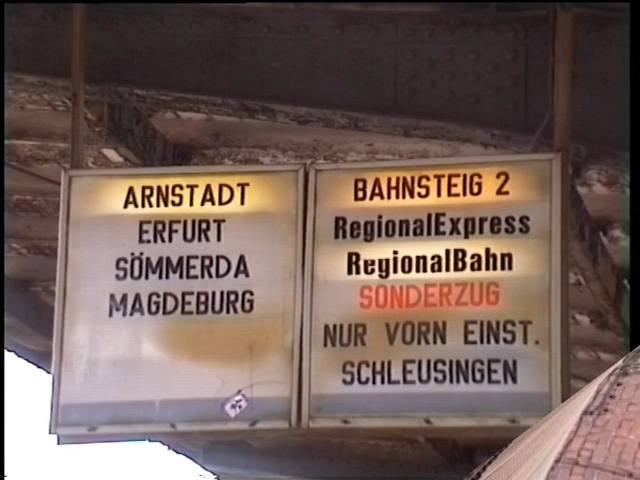 ARNSTADT
ERFURT
SÖMMERDA
MAGDEBURG
BAHNSTEIG 2
RegionalExpress
RegionalBahn
SONDERZUG
NUR VORN EINST.
SCHLEUSINGEN